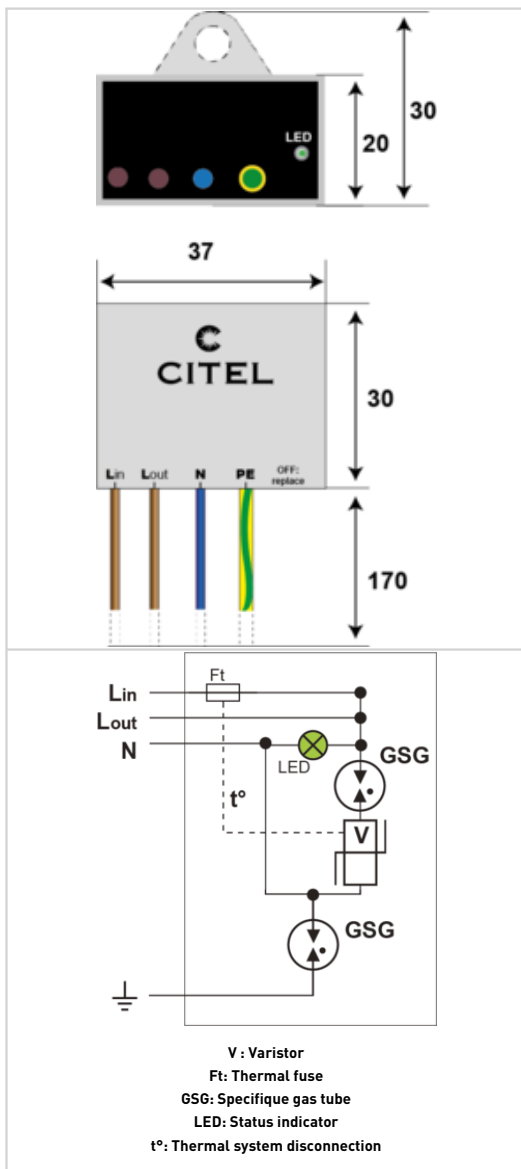 30
LED
20
37
C
CITEL
30
Lin Lout N PE OFF:
replace
170
Ft
Lin
Lout
N
LED
GSG
t°
V
GSG
V : Varistor
Ft: Thermal fuse
GSG: Specifique gas tube
LED: Status indicator
t°: Thermal system disconnection